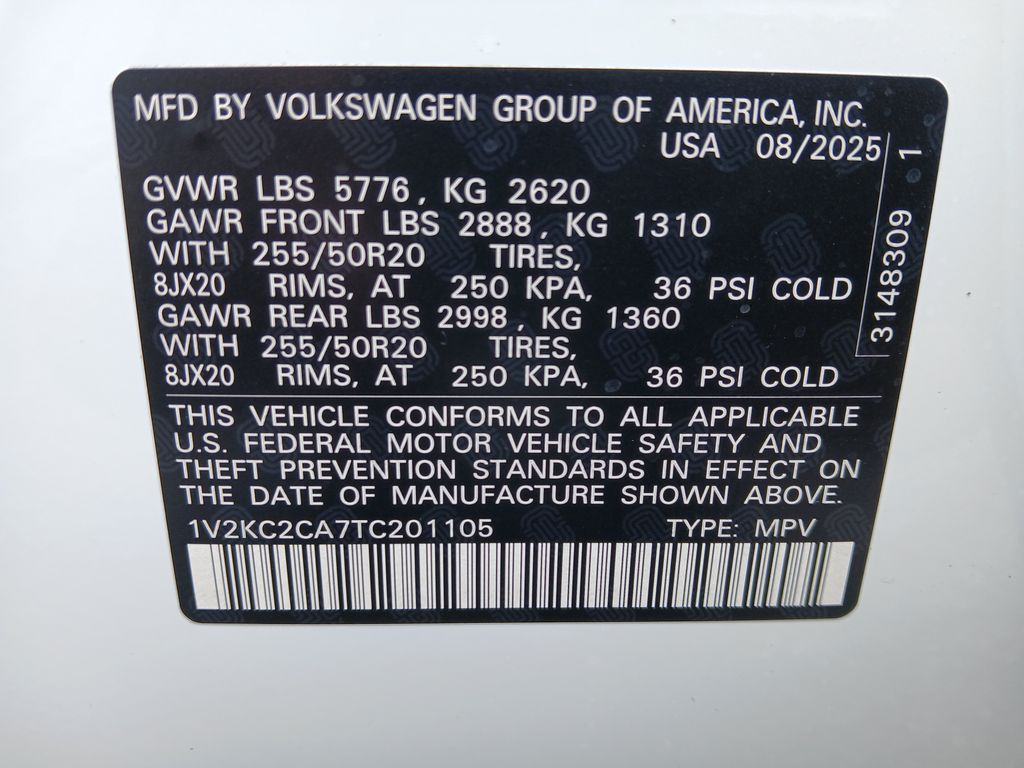 MFD BY VOLKSWAGEN GROUP OF AMERICA, INC.
USA 08/2025
GVWR LBS 5776, KG 2620
GAWR FRONT LBS 2888, KG 1310
WITH 255/50R20 TIRES,
8JX20 RIMS, AT 250 KPA, 36 PSI COLD
GAWR REAR LBS 2998, KG 1360
WITH 255/50R20 TIRES,
8JX20 RIMS, AT 250 KPA, 36 PSI COLD
3148309 1
THIS VEHICLE CONFORMS TO ALL APPLICABLE
U.S. FEDERAL MOTOR VEHICLE SAFETY AND
THEFT PREVENTION STANDARDS IN EFFECT ON
THE DATE OF MANUFACTURE SHOWN ABOVE.
1V2KC2CA7TC201105 TYPE: MPV